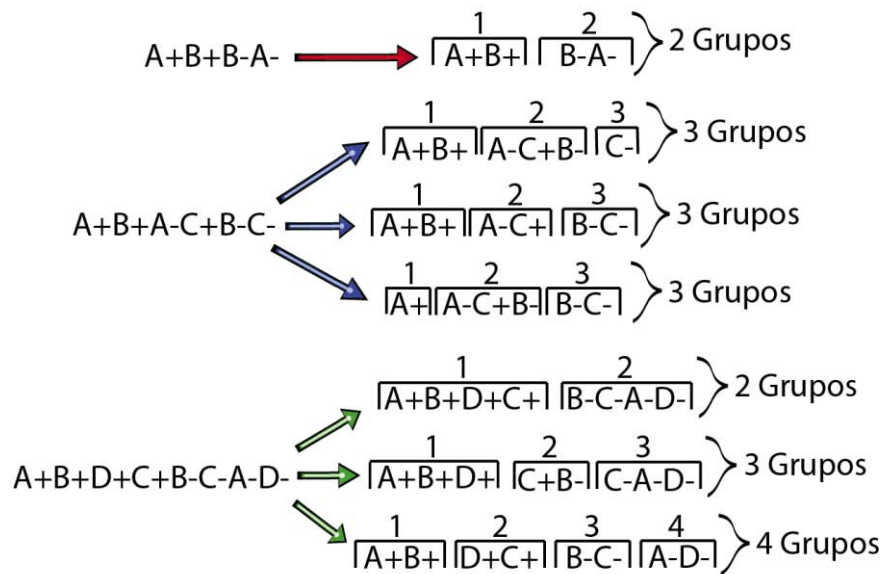 1 2
A+B+B-A- A+B+ B-A- 2 Grupos
1 2 3
A+B+ A-C+B- C- 3 Grupos
1 2 3
A+B+A-C+B-C- A+B+ A-C+ B-C- 3 Grupos
1 2 3
A+ A-C+B- B-C- 3 Grupos
1 2
A+B+D+C+ B-C-A-D- 2 Grupos
1 2 3
A+B+D+C+B-C-A-D- A+B+D+ C+B- C-A-D- 3 Grupos
1 2 3 4
A+B+ D+C+ B-C- A-D- 4 Grupos